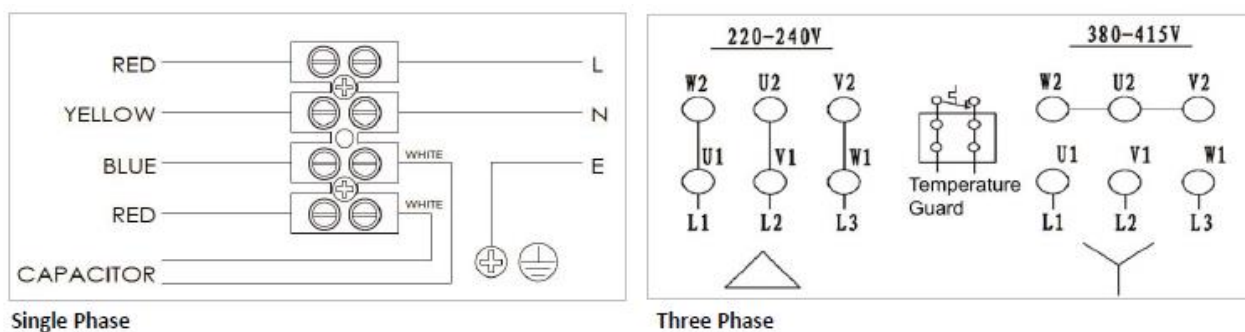 RED
L
YELLOW
N
BLUE
WHITE
E
RED
WHITE
CAPACITOR
Single Phase
220-240V
W2 U2 V2
U1 V1 W1
L1 L2 L3
Temperature
Guard
380-415V
W2 U2 V2
U1 V1 W1
L1 L2 L3
Three Phase